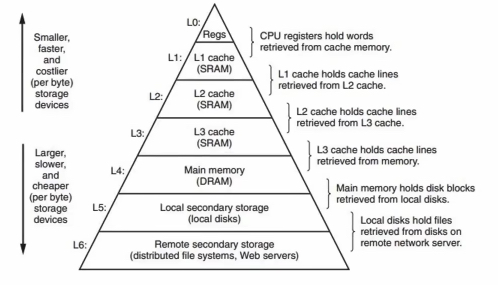 Smaller,
faster,
and
costlier
(per byte)
storage
devices
Larger,
slower,
and
cheaper
(per byte)
storage
devices
L0:
Regs
L1:
L1 cache
(SRAM)
L2:
L2 cache
(SRAM)
L3:
L3 cache
(SRAM)
L4:
Main memory
(DRAM)
L5:
Local secondary storage
(local disks)
L6:
Remote secondary storage
(distributed file systems, Web servers)
CPU registers hold words
retrieved from cache memory.
L1 cache holds cache lines
retrieved from L2 cache.
L2 cache holds cache lines
retrieved from L3 cache.
L3 cache holds cache lines
retrieved from memory.
Main memory holds disk blocks
retrieved from local disks.
Local disks hold files
retrieved from disks on
remote network server.